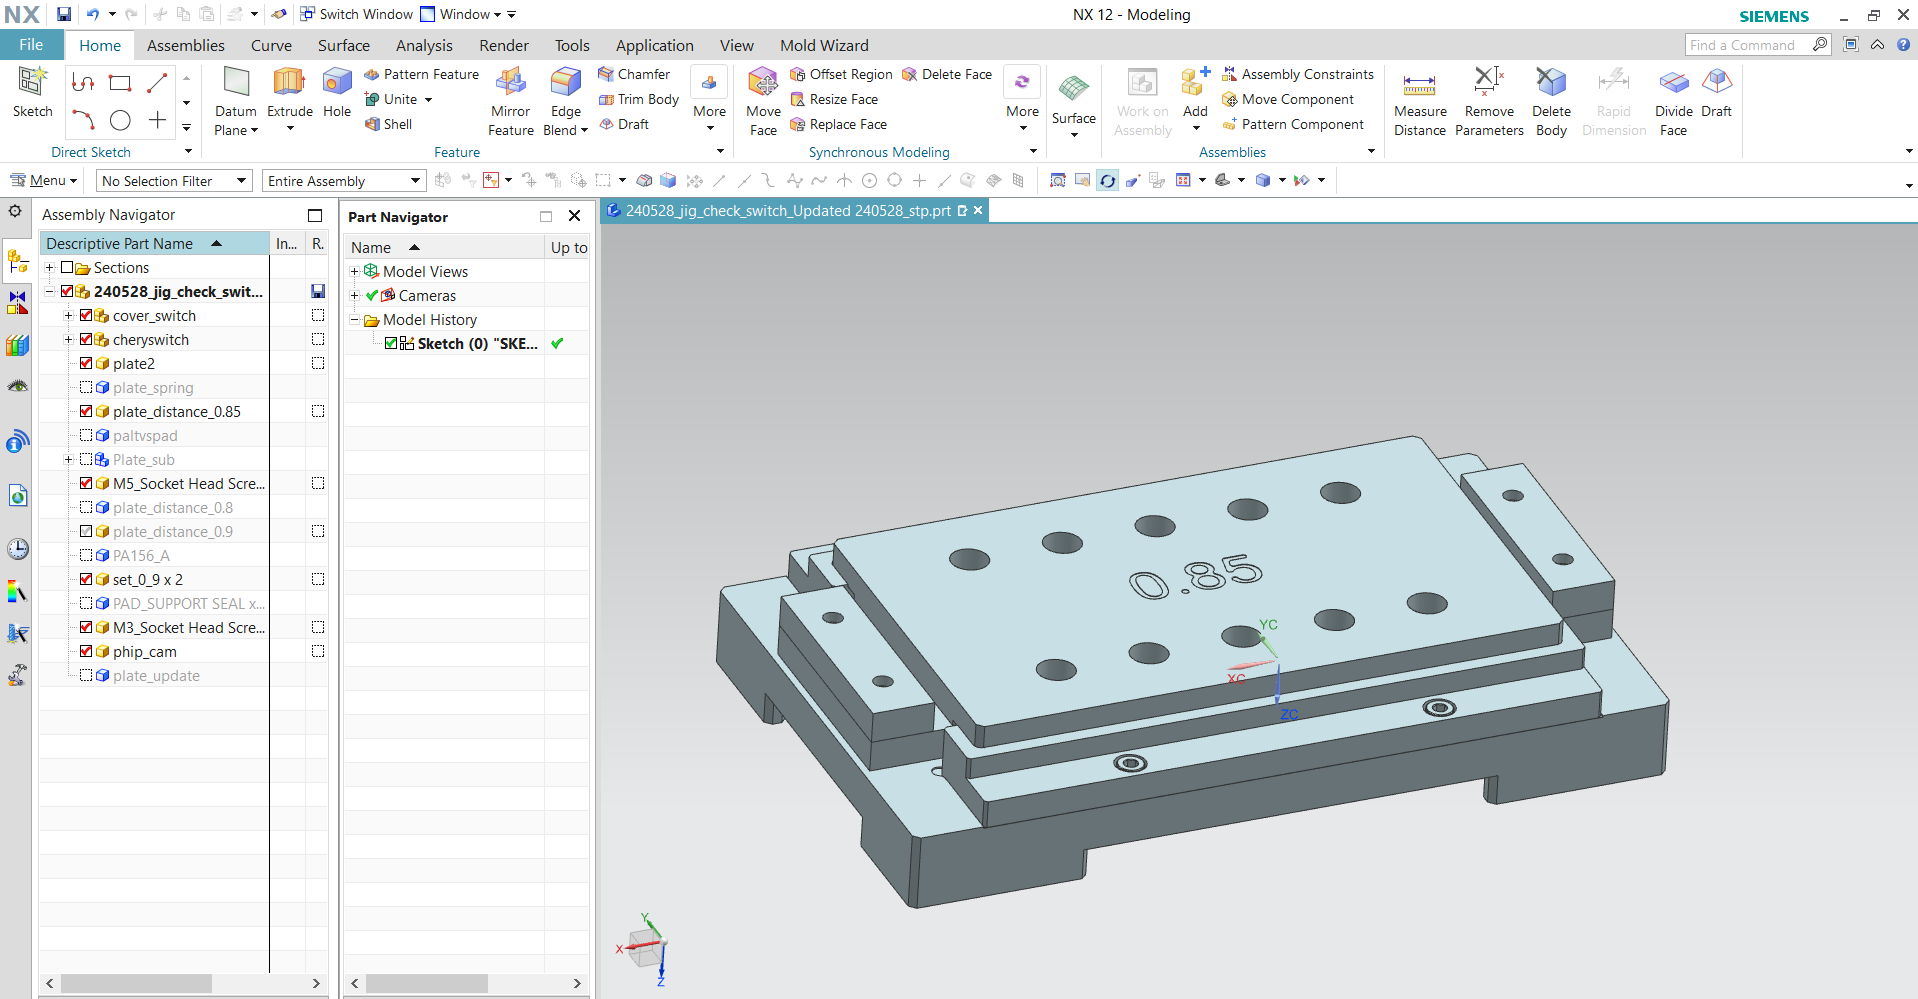 NX
Switch Window
Window
NX 12 - Modeling
SIEMENS
File
Home
Assemblies
Curve
Surface
Analysis
Render
Tools
Application
View
Mold Wizard
Find a Command
Sketch
Datum Plane
Extrude
Hole
Pattern Feature
Unite
Shell
Mirror Feature
Edge Blend
Chamfer
Trim Body
Draft
More
Move Face
Offset Region
Resize Face
Replace Face
Delete Face
More
Surface
Work on Assembly
Add
Assembly Constraints
Move Component
Pattern Component
Measure Distance
Remove Parameters
Delete Body
Rapid Dimension
Divide Face
Draft
Direct Sketch
Feature
Synchronous Modeling
Assemblies
Menu
No Selection Filter
Entire Assembly
Assembly Navigator
Descriptive Part Name
In...
R.
Sections
240528_jig_check_swit...
cover_switch
cheryswitch
plate2
plate_spring
plate_distance_0.85
paltvspad
Plate_sub
M5_Socket Head Scre...
plate_distance_0.8
plate_distance_0.9
PA156_A
set_0_9 x 2
PAD_SUPPORT SEAL x...
M3_Socket Head Scre...
phip_cam
plate_update
Part Navigator
Name
Up to
Model Views
Cameras
Model History
Sketch (0) "SKE...
240528_jig_check_switch_Updated 240528_stp.prt
0.85
YC
XC
ZC
Y
X
Z